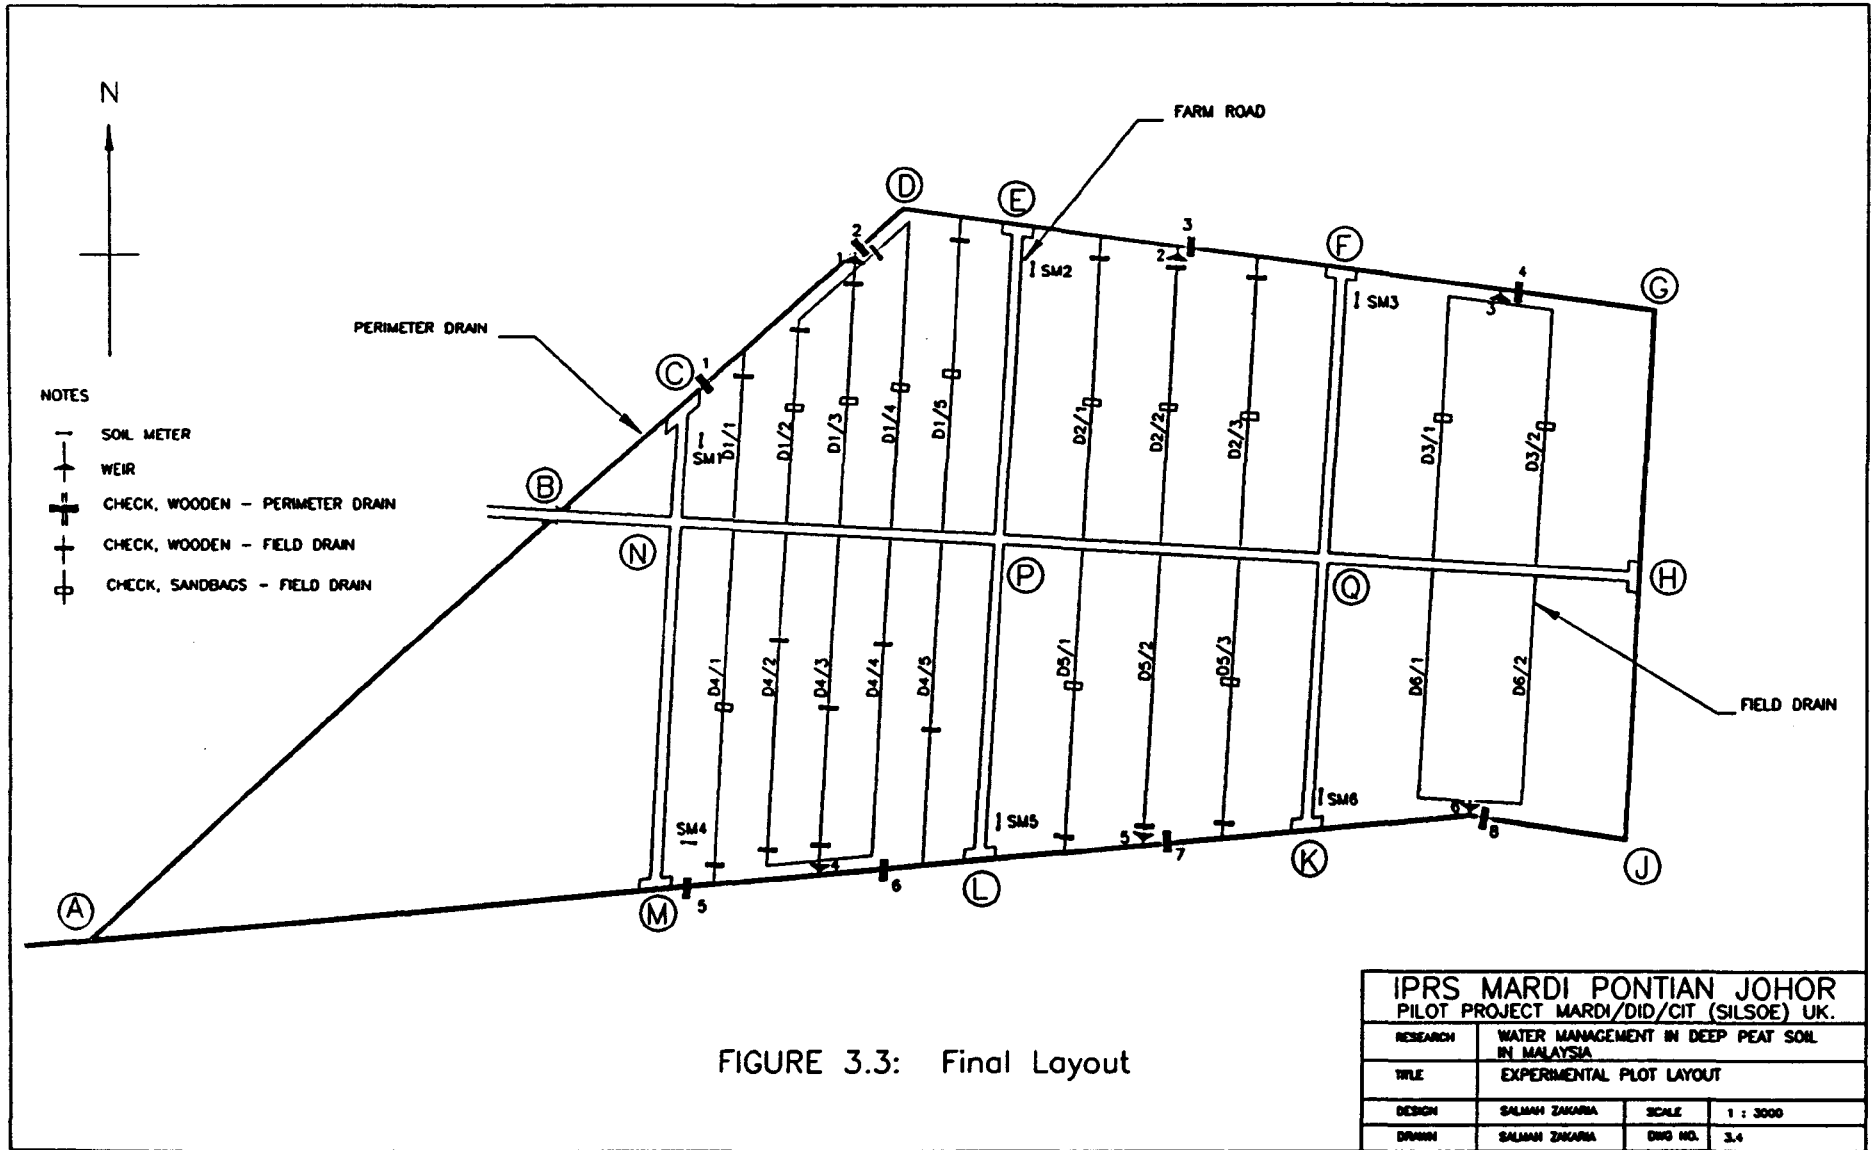 N
FARM ROAD
D
E
2
3
F
1
2
SM2
4
G
SM3
3
PERIMETER DRAIN
C
1
NOTES
SOIL METER
WEIR
CHECK, WOODEN - PERIMETER DRAIN
CHECK, WOODEN - FIELD DRAIN
CHECK, SANDBAGS - FIELD DRAIN
SM1
D1/1
D1/2
D1/3
D1/4
D1/5
D2/1
D2/2
D2/3
D3/1
D3/2
B
N
P
Q
H
D4/1
D4/2
D4/3
D4/4
D4/5
D5/1
D5/2
D5/3
D6/1
D6/2
FIELD DRAIN
SM4
SM5
SM6
4
5
6
5
6
7
8
A
M
L
K
J
FIGURE 3.3: Final Layout
IPRS MARDI PONTIAN JOHOR
PILOT PROJECT MARDI/DID/CIT (SILSOE) UK.
RESEARCH WATER MANAGEMENT IN DEEP PEAT SOIL
IN MALAYSIA
TITLE EXPERIMENTAL PLOT LAYOUT
DESIGN SALMAH ZAKARIA SCALE 1 : 3000
DRAWN SALMAH ZAKARIA DWG NO. 3.4